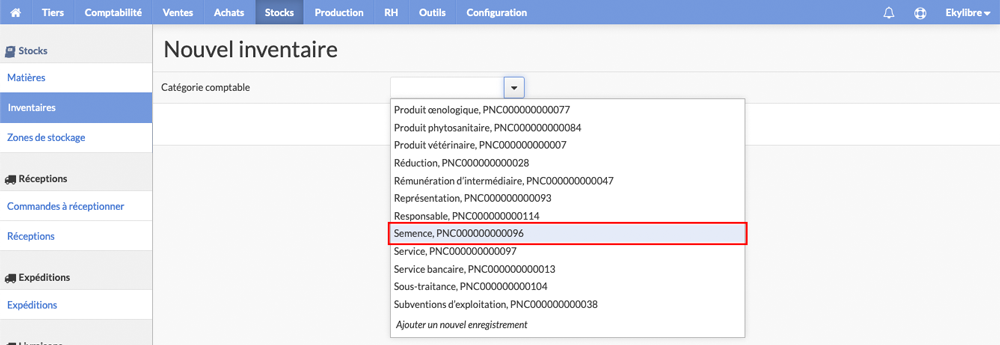 Tiers Comptabilité Ventes Achats Stocks Production RH Outils Configuration Ekylibre
Stocks
Matières
Inventaires
Zones de stockage
Réceptions
Commandes à réceptionner
Réceptions
Expéditions
Expéditions
Nouvel inventaire
Catégorie comptable
Produit œnologique, PNC000000000077
Produit phytosanitaire, PNC000000000084
Produit vétérinaire, PNC000000000007
Réduction, PNC000000000028
Rémunération d'intermédiaire, PNC000000000047
Représentation, PNC000000000093
Responsable, PNC000000000114
Semence, PNC000000000096
Service, PNC000000000097
Service bancaire, PNC000000000013
Sous-traitance, PNC000000000104
Subventions d'exploitation, PNC000000000038
Ajouter un nouvel enregistrement